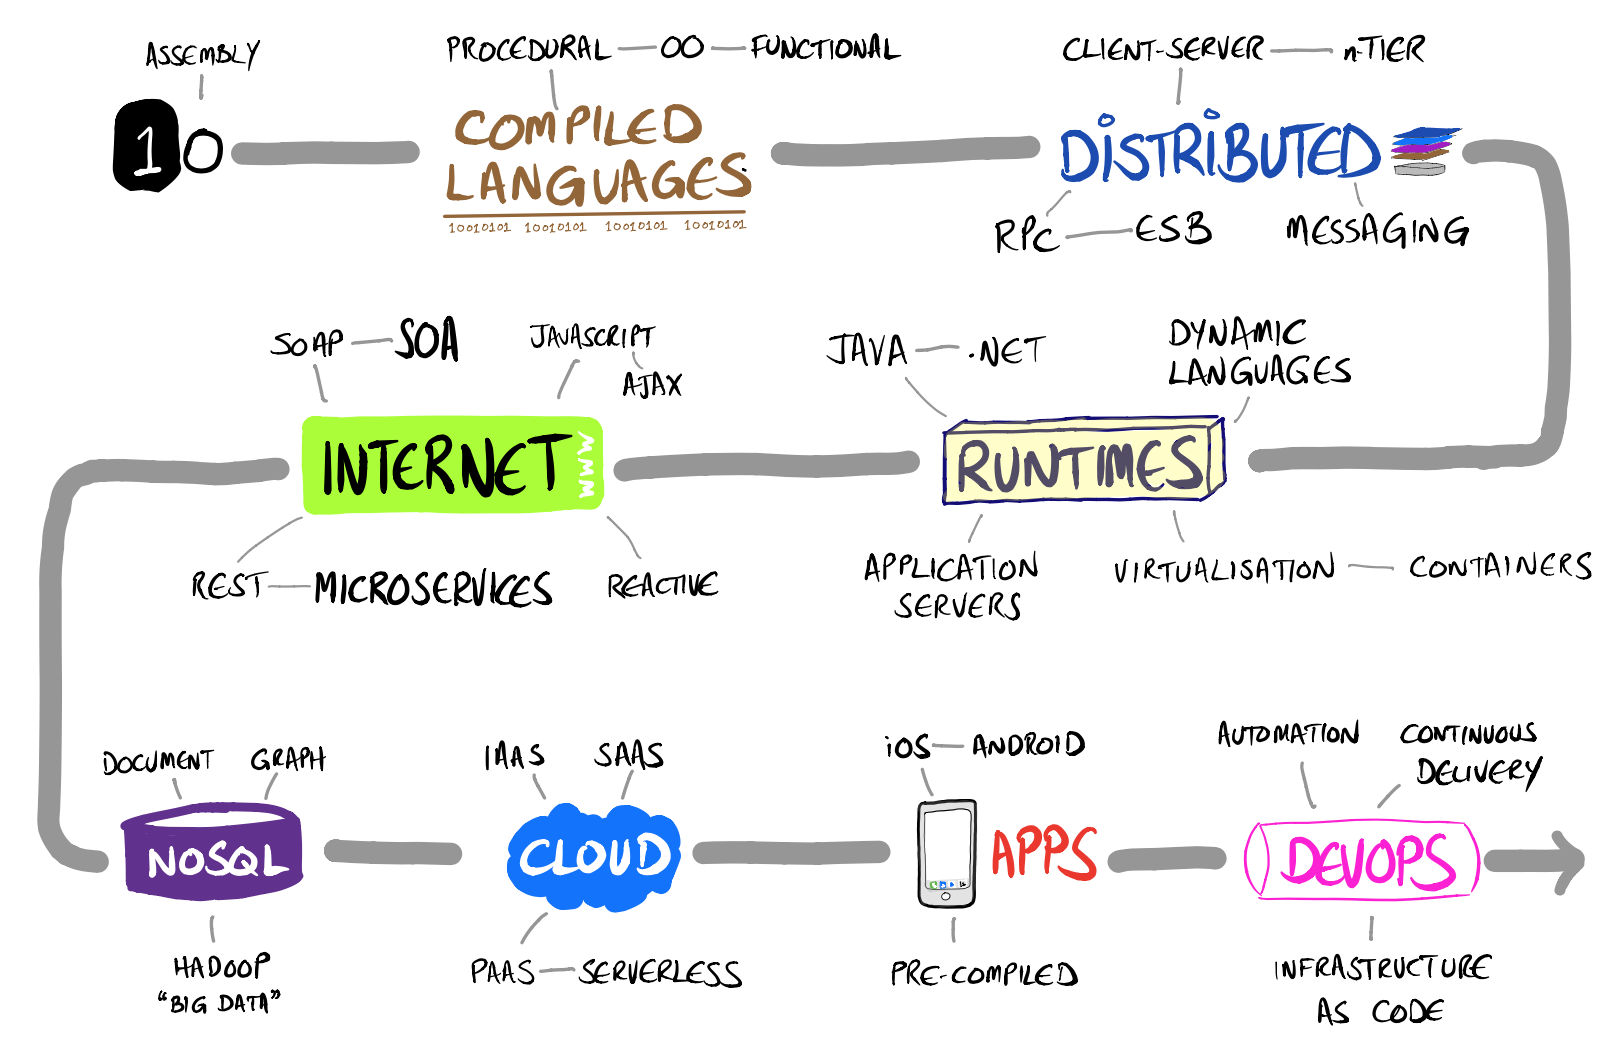 ASSEMBLY
PROCEDURAL OO FUNCTIONAL
CLIENT-SERVER n-TIER
10
COMPILED
LANGUAGES
10010101 10010101 10010101 10010101
DISTRIBUTED
RPC ESB MESSAGING
SOAP SOA
JAVASCRIPT
AJAX
JAVA .NET
DYNAMIC
LANGUAGES
INTERNET
WWW
RUNTIMES
REST MICROSERVICES
REACTIVE
APPLICATION
SERVERS
VIRTUALISATION CONTAINERS
DOCUMENT GRAPH
IAAS SAAS
iOS ANDROID
AUTOMATION
CONTINUOUS
DELIVERY
NOSQL
CLOUD
APPS
DEVOPS
HADOOP
"BIG DATA"
PAAS SERVERLESS
PRE-COMPILED
INFRASTRUCTURE
AS CODE